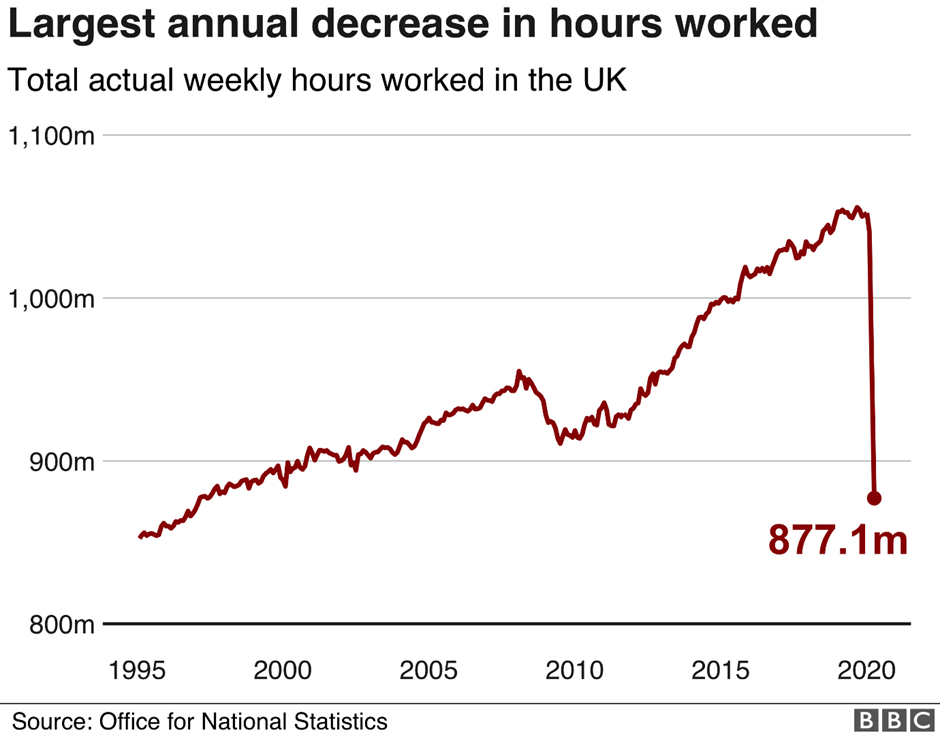 Largest annual decrease in hours worked
Total actual weekly hours worked in the UK
1,100m
1,000m
900m
877.1m
800m
1995 2000 2005 2010 2015 2020
Source: Office for National Statistics
BBC